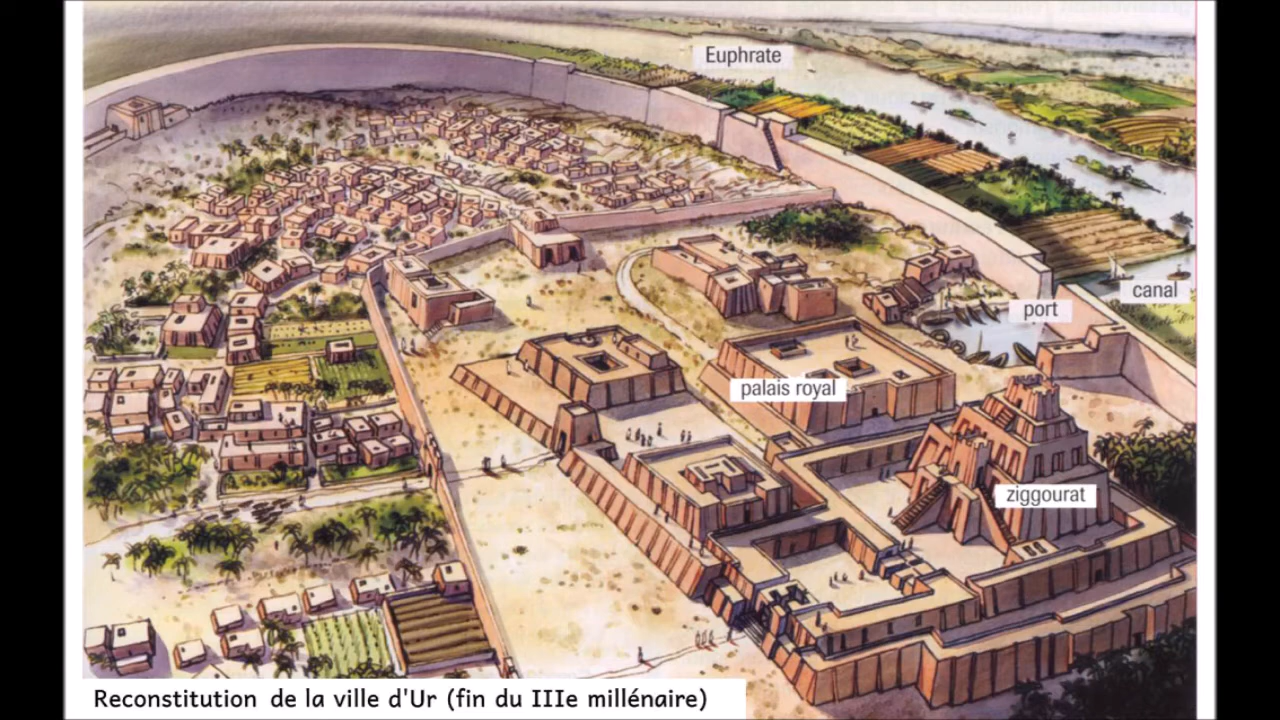 Euphrate
canal
port
palais royal
ziggourat
Reconstitution de la ville d'Ur (fin du IIIe millénaire)